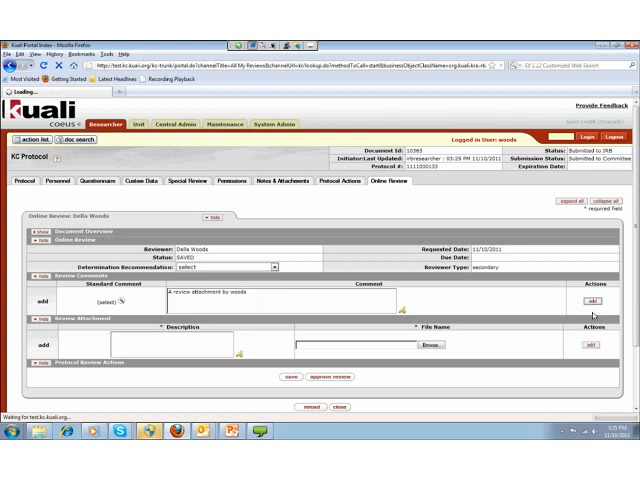 Kuali Portal Index - Mozilla Firefox
File Edit View History Bookmarks Tools Help
http://test.kc.kuali.org/kc-trunk/portal.do?channelTitle=All My Reviews&channelUrl=kr/lookup.do?methodToCall=start&businessObjectClassName=org.kuali.kra.irb.
Most Visited Getting Started Latest Headlines Recording Playback
Loading...
Kuali
coeus
Provide Feedback
Researcher Unit Central Admin Maintenance System Admin
action list doc search Logged in User: woods Login Logout
KC Protocol ?
Document Id: 10363 Status: Submitted to IRB
Initiator:Last Updated: irbresearcher : 03:29 PM 11/10/2011 Submission Status: Submitted to Committee
Protocol #: 1111000133 Expiration Date:
Protocol Personnel Questionnaire Custom Data Special Review Permissions Notes & Attachments Protocol Actions Online Review
expand all collapse all
* required field
Online Review: Della Woods hide
show Document Overview
hide Online Review
Reviewer: Della Woods Requested Date: 11/10/2011
Status: SAVED Due Date:
Determination Recommendation: select Reviewer Type: secondary
hide Review Comments
Standard Comment Comment Actions
add (select) A review attachment by woods add
hide Review Attachment
* Description * File Name Actions
add Browse... add
hide Protocol Review Actions
save approve review
reload close
Waiting for test.kc.kuali.org...
3:35 PM
11/10/2011